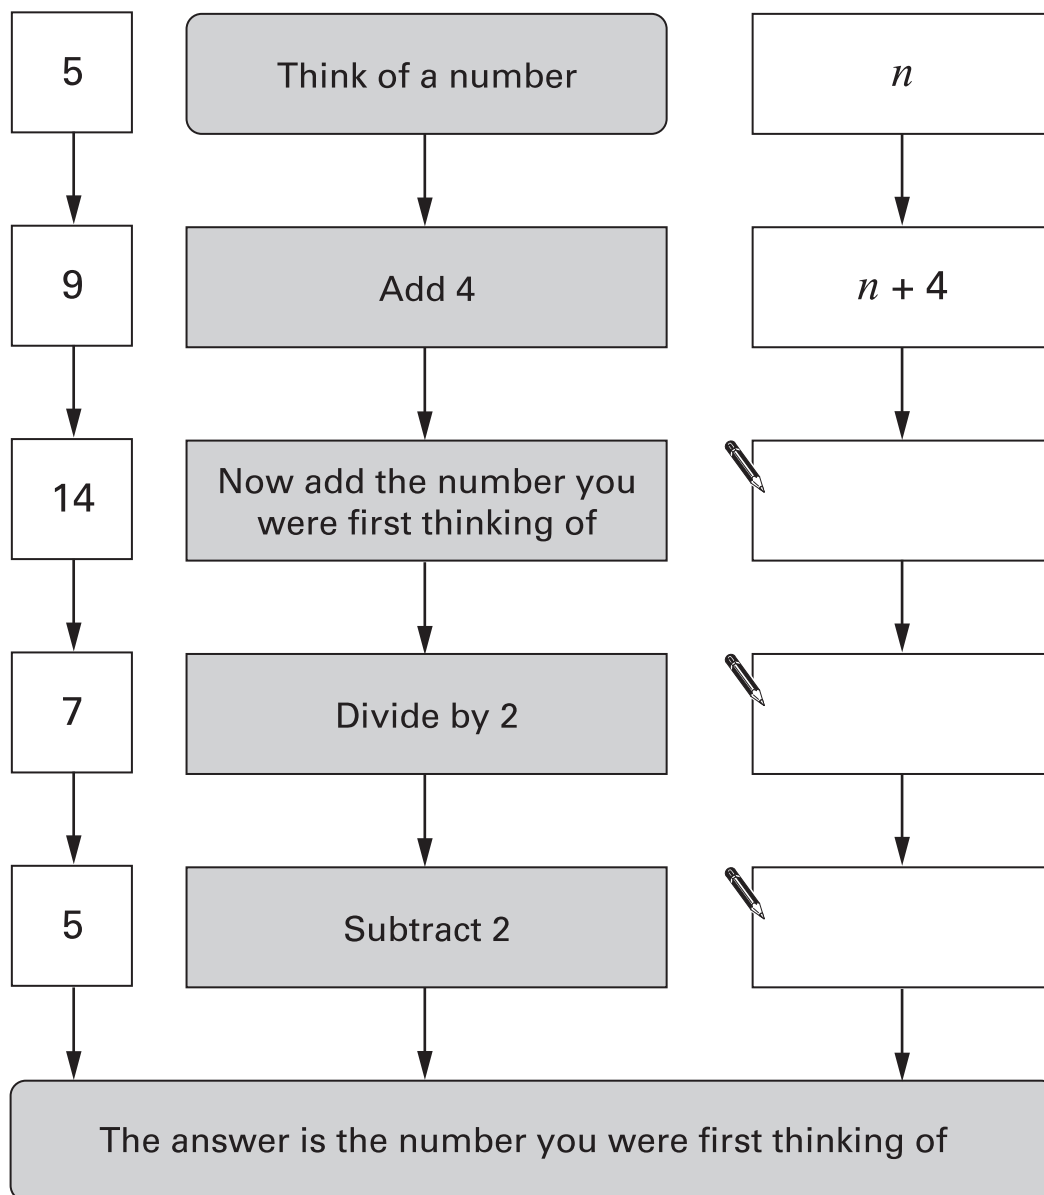 5
Think of a number
n
9
Add 4
n + 4
14
Now add the number you
were first thinking of
7
Divide by 2
5
Subtract 2
The answer is the number you were first thinking of